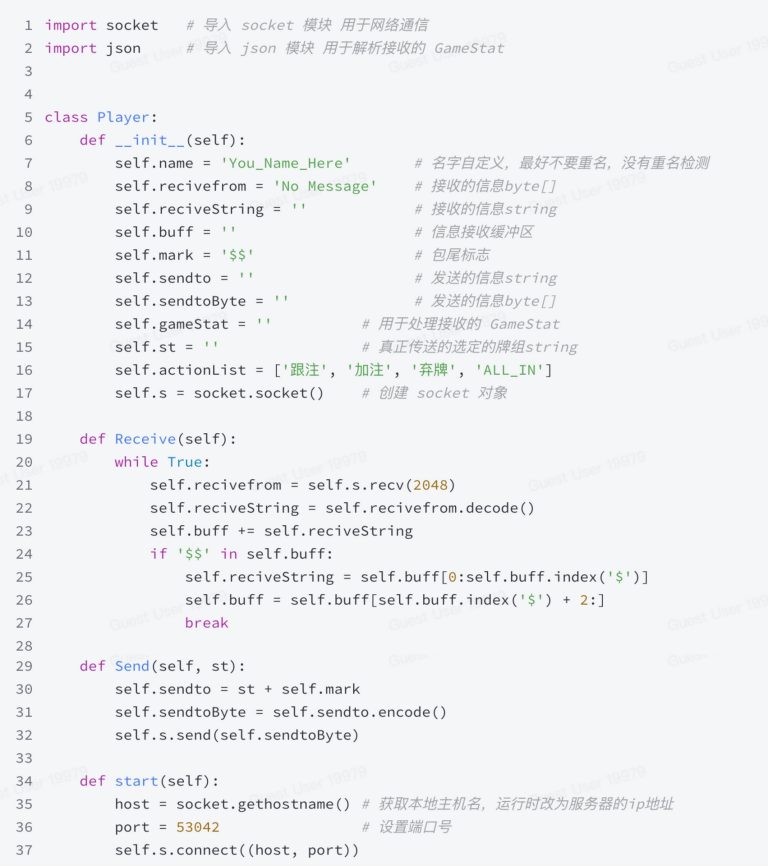 1 import socket   # 导入 socket 模块 用于网络通信
2 import json     # 导入 json 模块 用于解析接收的 GameStat
3
4
5 class Player:
6     def __init__(self):
7         self.name = 'You_Name_Here'       # 名字自定义，最好不要重名，没有重名检测
8         self.recivefrom = 'No Message'    # 接收的信息byte[]
9         self.reciveString = ''            # 接收的信息string
10         self.buff = ''                    # 信息接收缓冲区
11         self.mark = '$$'                  # 包尾标志
12         self.sendto = ''                  # 发送的信息string
13         self.sendtoByte = ''              # 发送的信息byte[]
14         self.gameStat = ''          # 用于处理接收的 GameStat
15         self.st = ''                # 真正传送的选定的牌组string
16         self.actionList = ['跟注', '加注', '弃牌', 'ALL_IN']
17         self.s = socket.socket()    # 创建 socket 对象
18
19     def Receive(self):
20         while True:
21             self.recivefrom = self.s.recv(2048)
22             self.reciveString = self.recivefrom.decode()
23             self.buff += self.reciveString
24             if '$$' in self.buff:
25                 self.reciveString = self.buff[0:self.buff.index('$')]
26                 self.buff = self.buff[self.buff.index('$') + 2:]
27                 break
28
29     def Send(self, st):
30         self.sendto = st + self.mark
31         self.sendtoByte = self.sendto.encode()
32         self.s.send(self.sendtoByte)
33
34     def start(self):
35         host = socket.gethostname() # 获取本地主机名，运行时改为服务器的ip地址
36         port = 53042                # 设置端口号
37         self.s.connect((host, port))
Guest User 19979